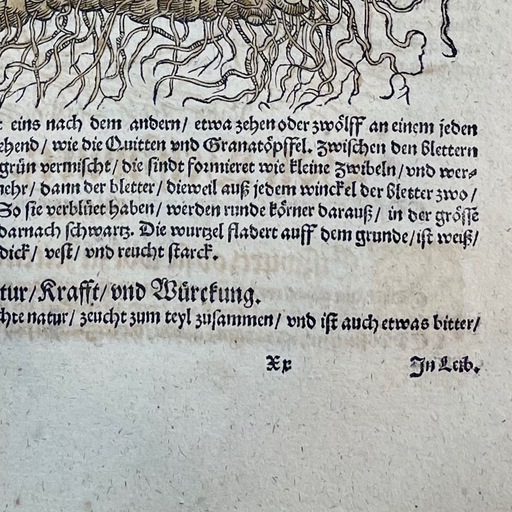 : eins nach dem andern/ etwa zehen oder zwölff an einem jeden
ehend/ wie die Quitten vnd Granatöpffel. Zwischen den blettern
grün vermischt/ die sindt formieret wie kleine Zwibeln/ vnd wer⸗
nehr/ dann der bletter/ dieweil auß jedem winckel der bletter zwo/
So sie verblüet haben/ werden runde körner darauß/ in der grösse
darnach schwartz. Die wurtzel fladert auff dem grunde/ ist weiß/
dick/ vest/ vnd reucht starck.
tur/Krafft/vnd Würckung.
chte natur/ zeucht zum teyl zusammen/ vnd ist auch etwas bitter/
Xx
In Leib.